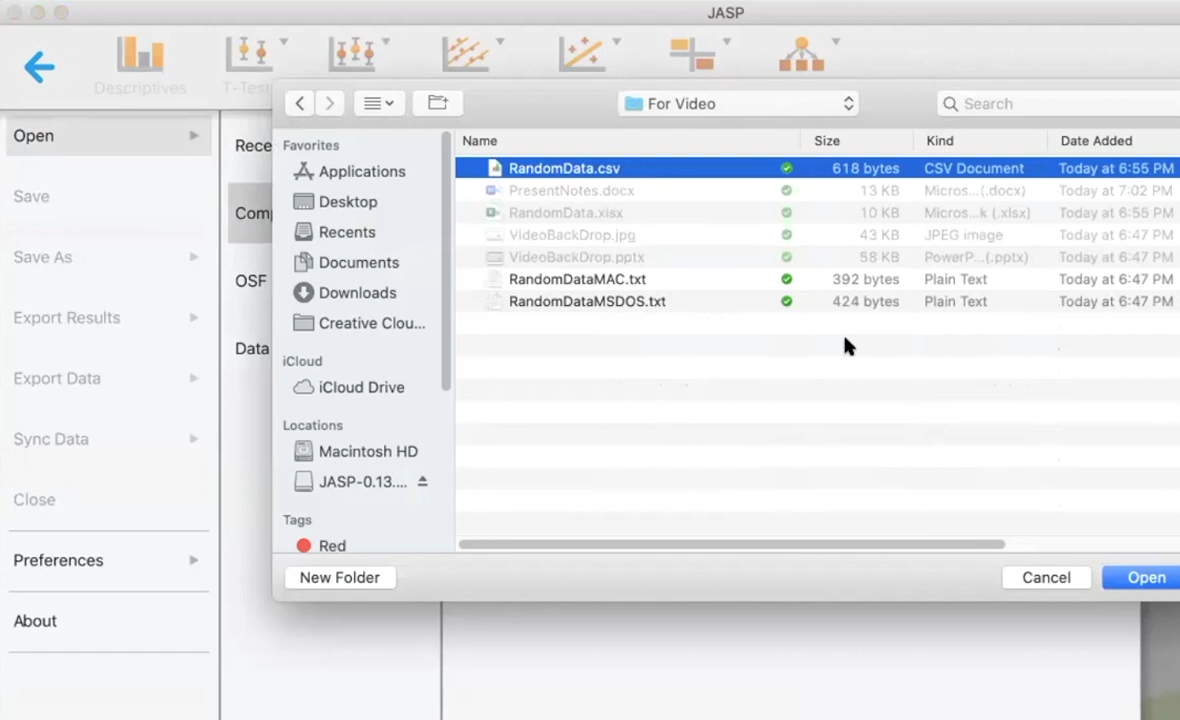 JASP
Descriptives
T-Tes
For Video
Search
Open
Save
Save As
Export Results
Export Data
Sync Data
Close
Preferences
About
Rece
Comp
OSF
Data
Favorites
Applications
Desktop
Recents
Documents
Downloads
Creative Clou...
iCloud
iCloud Drive
Locations
Macintosh HD
JASP-0.13....
Tags
Red
Name Size Kind Date Added
RandomData.csv 618 bytes CSV Document Today at 6:55 PM
PresentNotes.docx 13 KB Micros...(.docx) Today at 7:02 PM
RandomData.xlsx 10 KB Micros...k (.xlsx) Today at 6:55 PM
VideoBackDrop.jpg 43 KB JPEG image Today at 6:47 PM
VideoBackDrop.pptx 58 KB PowerP...(.pptx) Today at 6:47 PM
RandomDataMAC.txt 392 bytes Plain Text Today at 6:47 PM
RandomDataMSDOS.txt 424 bytes Plain Text Today at 6:47 PM
New Folder
Cancel
Open